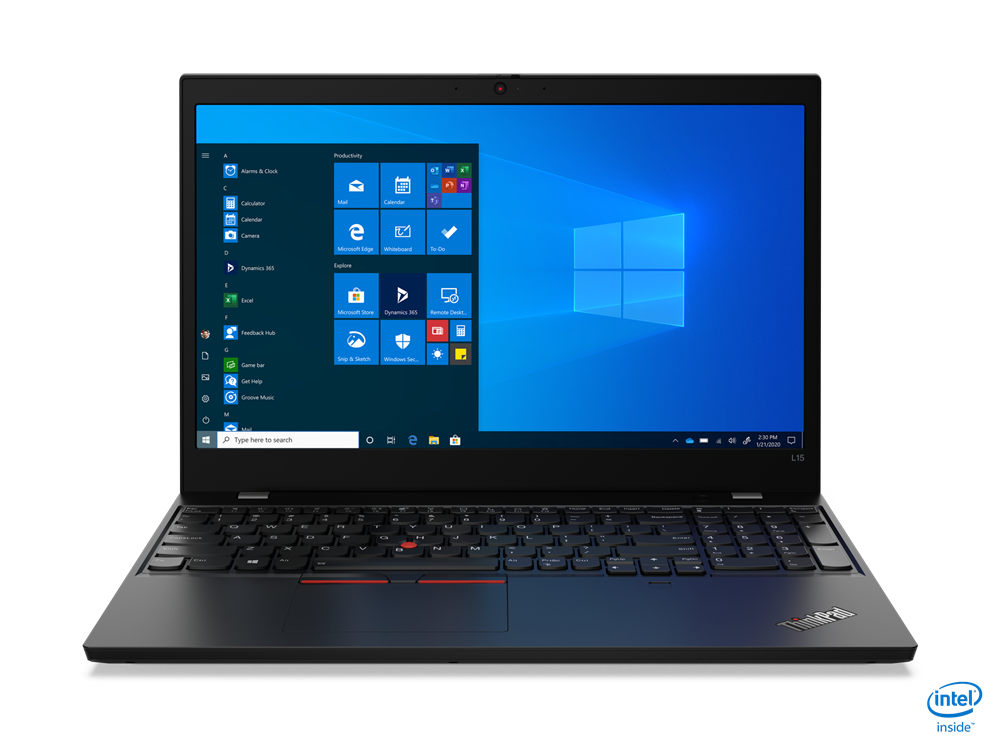 A
Alarms & Clock
C
Calculator
Calendar
Camera
D
Dynamics 365
E
Excel
F
Feedback Hub
G
Game bar
Get Help
Groove Music
M
Mail
Productivity
Mail
Calendar
Microsoft Edge
Whiteboard
To-Do
Explore
Microsoft Store
Dynamics 365
Remote Deskt...
Snip & Sketch
Windows Sec...
Type here to search
2:30 PM
1/21/2020
L15
Q W E R T Y U I O P
A S D F G H J K L
Z X C V B N M
ThinkPad
intel
inside™